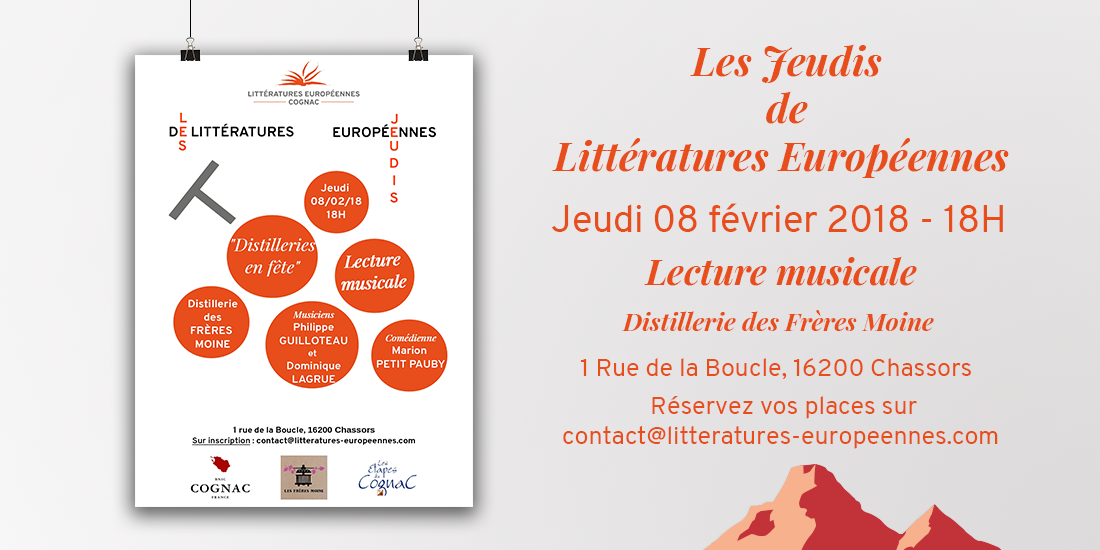 LITTÉRATURES EUROPÉENNES
COGNAC
LES
JEUDIS
DE LITTÉRATURES EUROPÉENNES
Jeudi
08/02/18
18H
"Distilleries
en fête"
Lecture
musicale
Distillerie
des
FRÈRES
MOINE
Musiciens
Philippe
GUILLOTEAU
et
Dominique
LAGRUE
Comédienne
Marion
PETIT PAUBY
1 rue de la Boucle, 16200 Chassors
Sur inscription : contact@litteratures-europeennes.com
BNIC
COGNAC
FRANCE
LES FRÈRES MOINE
Les
Etapes
du
CognaC
Les Jeudis
de
Littératures Européennes
Jeudi 08 février 2018 - 18H
Lecture musicale
Distillerie des Frères Moine
1 Rue de la Boucle, 16200 Chassors
Réservez vos places sur
contact@litteratures-europeennes.com